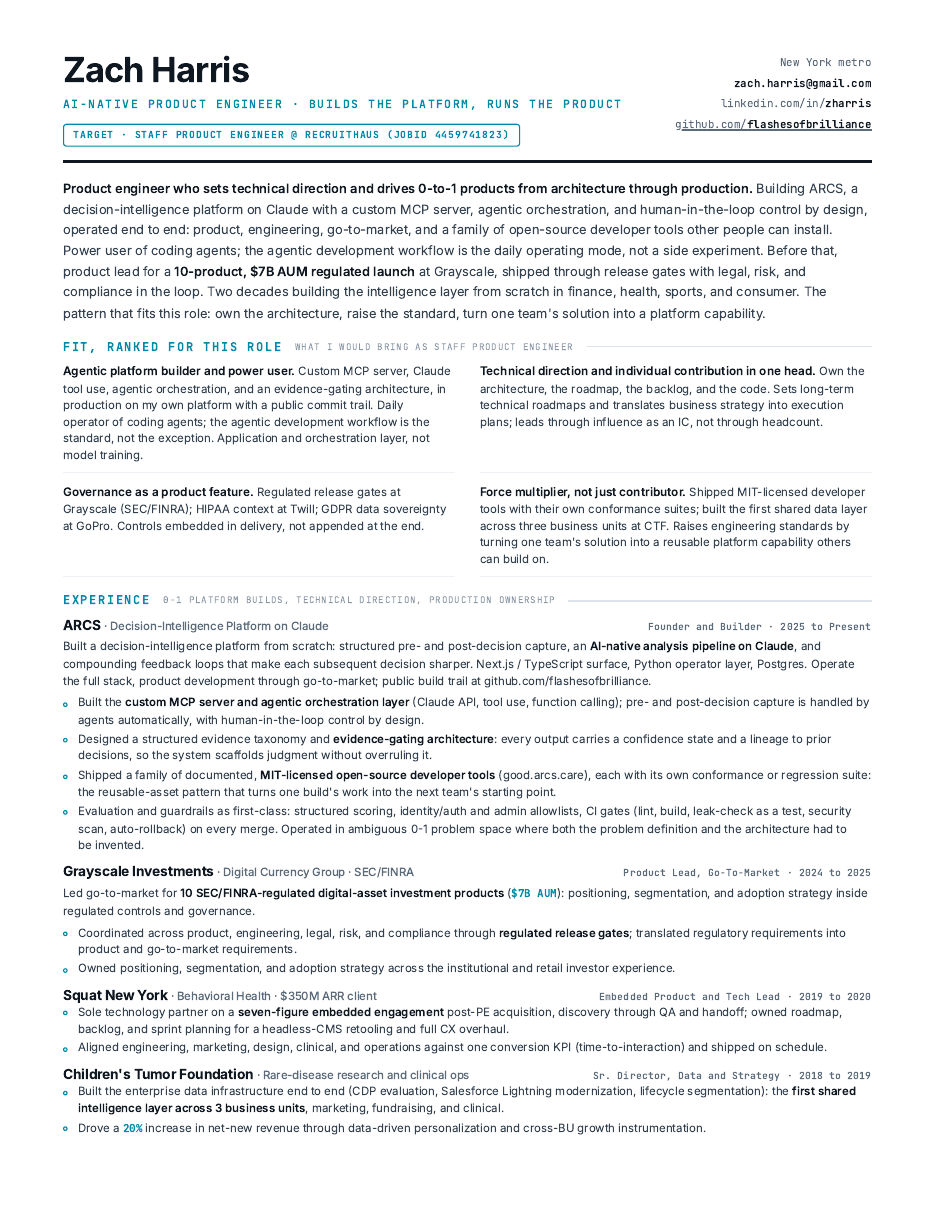 Zach Harris
AI-NATIVE PRODUCT ENGINEER · BUILDS THE PLATFORM, RUNS THE PRODUCT
TARGET · STAFF PRODUCT ENGINEER @ RECRUITHAUS (JOBID 4459741823)
New York metro
zach.harris@gmail.com
linkedin.com/in/zharris
github.com/flashesofbrilliance
Product engineer who sets technical direction and drives 0-to-1 products from architecture through production. Building ARCS, a
decision-intelligence platform on Claude with a custom MCP server, agentic orchestration, and human-in-the-loop control by design,
operated end to end: product, engineering, go-to-market, and a family of open-source developer tools other people can install.
Power user of coding agents; the agentic development workflow is the daily operating mode, not a side experiment. Before that,
product lead for a 10-product, $7B AUM regulated launch at Grayscale, shipped through release gates with legal, risk, and
compliance in the loop. Two decades building the intelligence layer from scratch in finance, health, sports, and consumer. The
pattern that fits this role: own the architecture, raise the standard, turn one team's solution into a platform capability.
FIT, RANKED FOR THIS ROLE WHAT I WOULD BRING AS STAFF PRODUCT ENGINEER
Agentic platform builder and power user. Custom MCP server, Claude
tool use, agentic orchestration, and an evidence-gating architecture, in
production on my own platform with a public commit trail. Daily
operator of coding agents; the agentic development workflow is the
standard, not the exception. Application and orchestration layer, not
model training.
Technical direction and individual contribution in one head. Own the
architecture, the roadmap, the backlog, and the code. Sets long-term
technical roadmaps and translates business strategy into execution
plans; leads through influence as an IC, not through headcount.
Governance as a product feature. Regulated release gates at
Grayscale (SEC/FINRA); HIPAA context at Twill; GDPR data sovereignty
at GoPro. Controls embedded in delivery, not appended at the end.
Force multiplier, not just contributor. Shipped MIT-licensed developer
tools with their own conformance suites; built the first shared data layer
across three business units at CTF. Raises engineering standards by
turning one team's solution into a reusable platform capability others
can build on.
EXPERIENCE 0-1 PLATFORM BUILDS, TECHNICAL DIRECTION, PRODUCTION OWNERSHIP
ARCS · Decision-Intelligence Platform on Claude Founder and Builder · 2025 to Present
Built a decision-intelligence platform from scratch: structured pre- and post-decision capture, an AI-native analysis pipeline on Claude, and
compounding feedback loops that make each subsequent decision sharper. Next.js / TypeScript surface, Python operator layer, Postgres. Operate
the full stack, product development through go-to-market; public build trail at github.com/flashesofbrilliance.
Built the custom MCP server and agentic orchestration layer (Claude API, tool use, function calling); pre- and post-decision capture is handled by
agents automatically, with human-in-the-loop control by design.
Designed a structured evidence taxonomy and evidence-gating architecture: every output carries a confidence state and a lineage to prior
decisions, so the system scaffolds judgment without overruling it.
Shipped a family of documented, MIT-licensed open-source developer tools (good.arcs.care), each with its own conformance or regression suite:
the reusable-asset pattern that turns one build's work into the next team's starting point.
Evaluation and guardrails as first-class: structured scoring, identity/auth and admin allowlists, CI gates (lint, build, leak-check as a test, security
scan, auto-rollback) on every merge. Operated in ambiguous 0-1 problem space where both the problem definition and the architecture had to
be invented.
Grayscale Investments · Digital Currency Group · SEC/FINRA Product Lead, Go-To-Market · 2024 to 2025
Led go-to-market for 10 SEC/FINRA-regulated digital-asset investment products ($7B AUM): positioning, segmentation, and adoption strategy inside
regulated controls and governance.
Coordinated across product, engineering, legal, risk, and compliance through regulated release gates; translated regulatory requirements into
product and go-to-market requirements.
Owned positioning, segmentation, and adoption strategy across the institutional and retail investor experience.
Squat New York · Behavioral Health · $350M ARR client Embedded Product and Tech Lead · 2019 to 2020
Sole technology partner on a seven-figure embedded engagement post-PE acquisition, discovery through QA and handoff; owned roadmap,
backlog, and sprint planning for a headless-CMS retooling and full CX overhaul.
Aligned engineering, marketing, design, clinical, and operations against one conversion KPI (time-to-interaction) and shipped on schedule.
Children's Tumor Foundation · Rare-disease research and clinical ops Sr. Director, Data and Strategy · 2018 to 2019
Built the enterprise data infrastructure end to end (CDP evaluation, Salesforce Lightning modernization, lifecycle segmentation): the first shared
intelligence layer across 3 business units, marketing, fundraising, and clinical.
Drove a 20% increase in net-new revenue through data-driven personalization and cross-BU growth instrumentation.